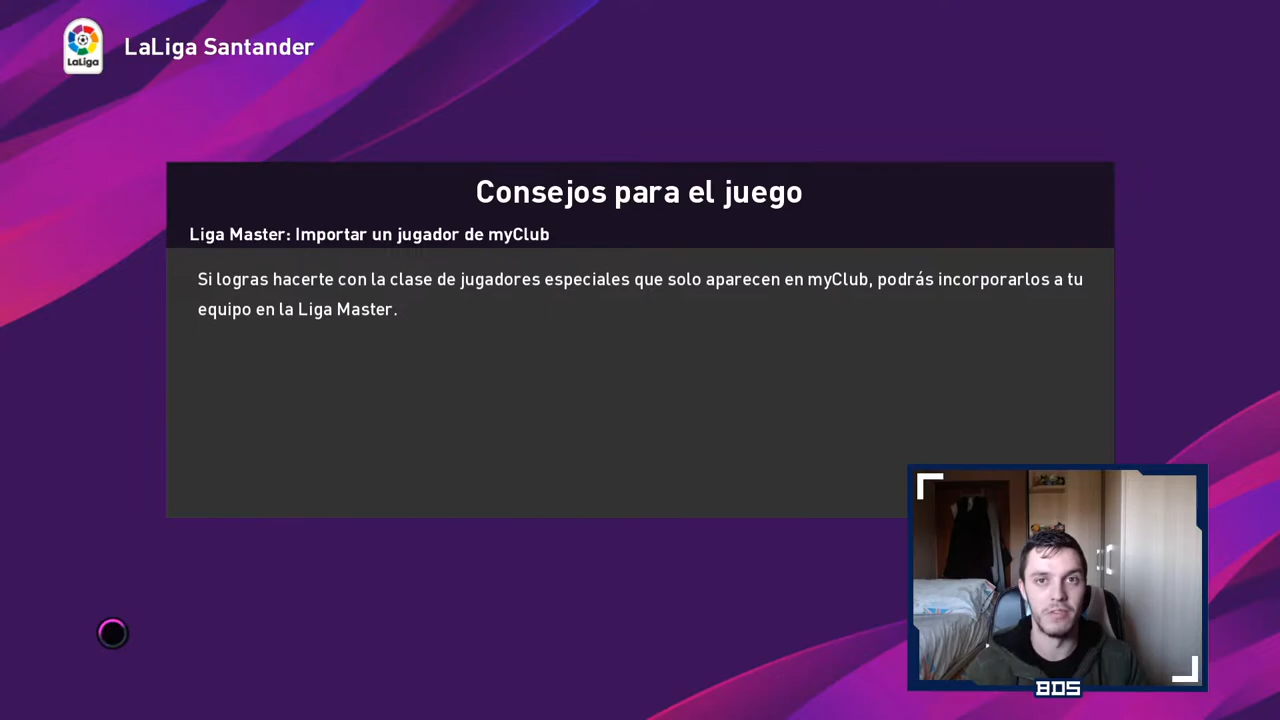 LaLiga Santander
LaLiga
Consejos para el juego
Liga Master: Importar un jugador de myClub
Si logras hacerte con la clase de jugadores especiales que solo aparecen en myClub, podrás incorporarlos a tu
equipo en la Liga Master.
BDS